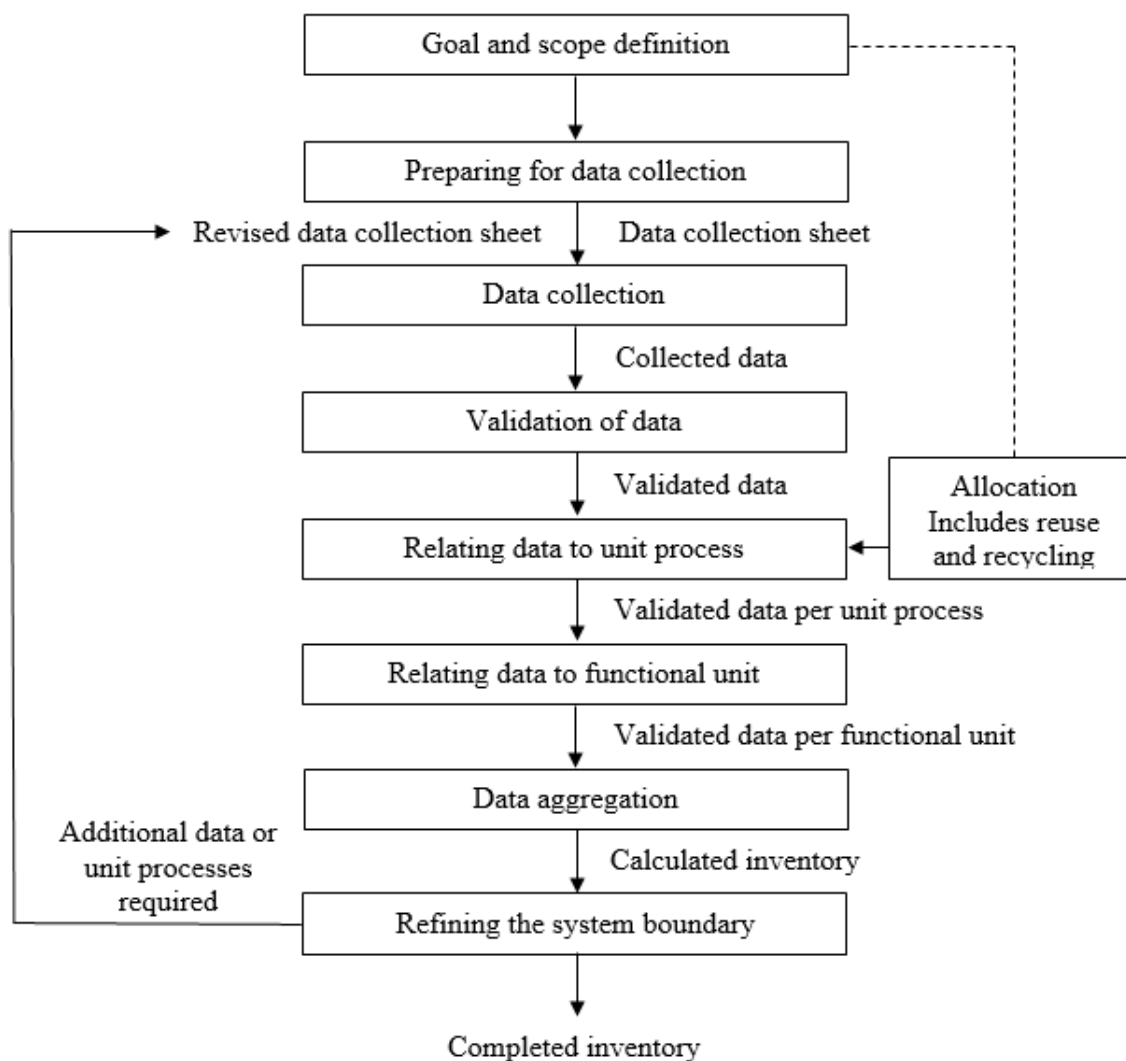 Goal and scope definition
Preparing for data collection
Revised data collection sheet
Data collection sheet
Data collection
Collected data
Validation of data
Validated data
Allocation
Includes reuse
and recycling
Relating data to unit process
Validated data per unit process
Relating data to functional unit
Validated data per functional unit
Data aggregation
Additional data or
unit processes
required
Calculated inventory
Refining the system boundary
Completed inventory